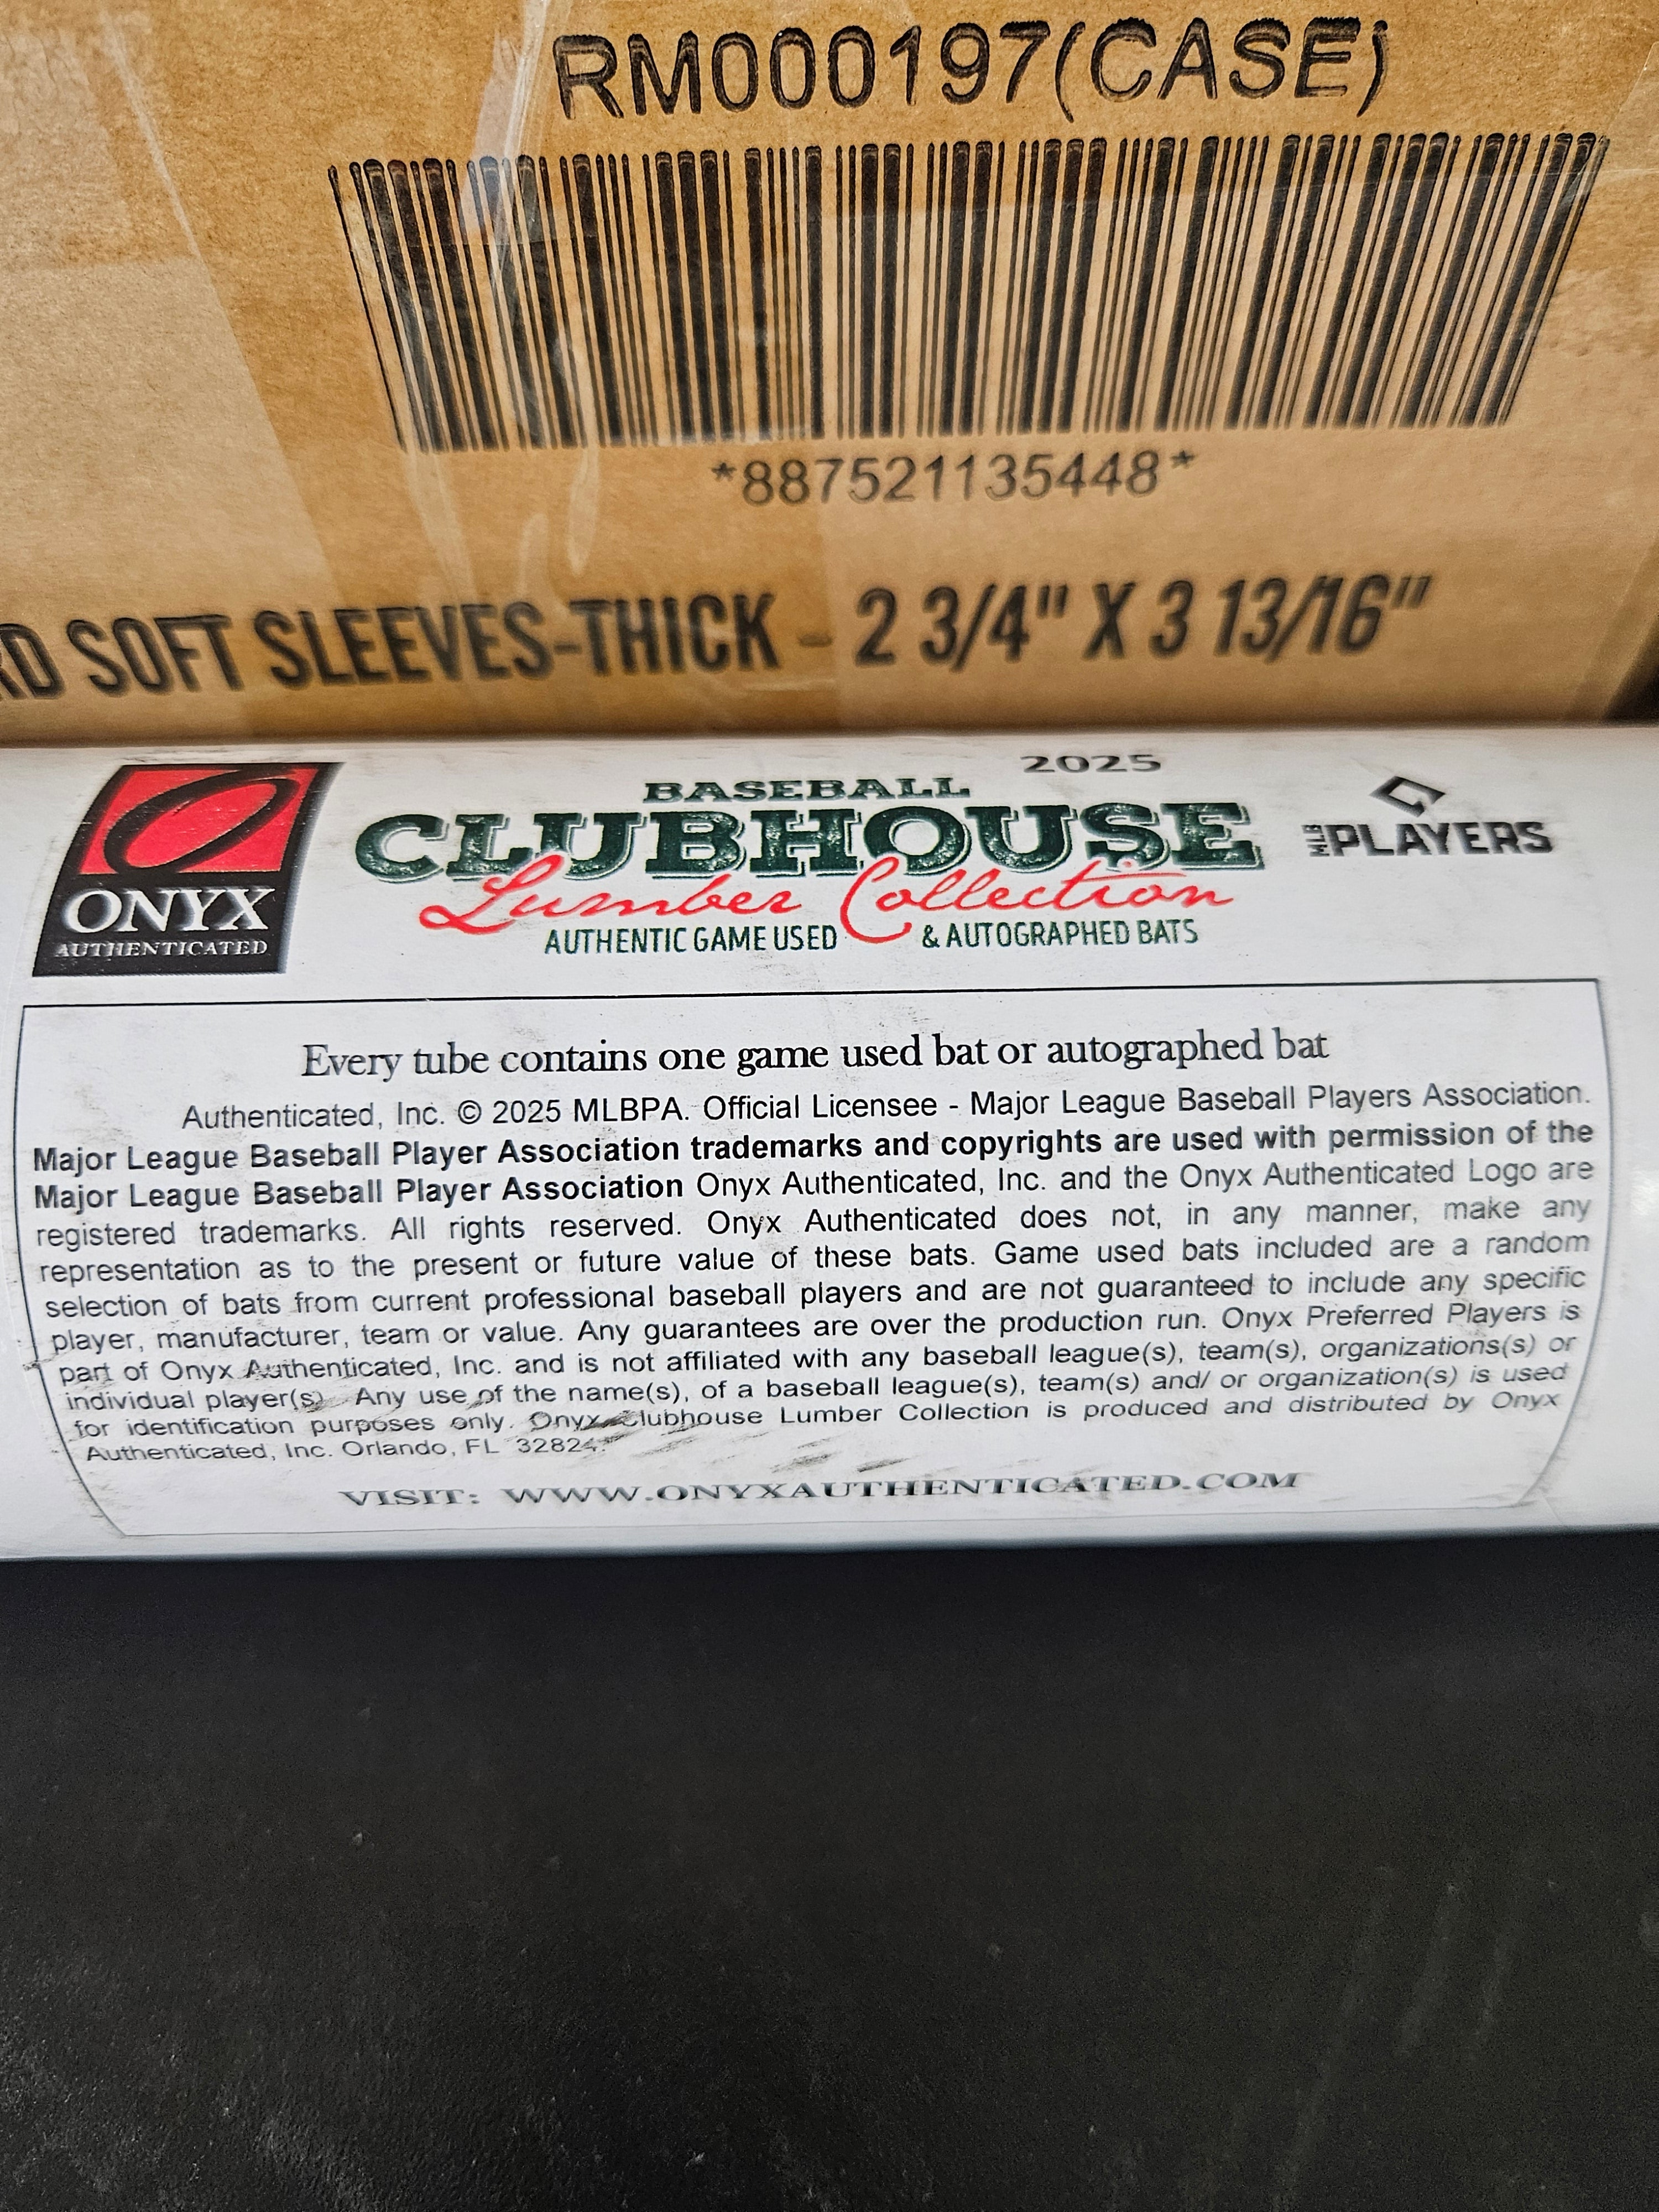 RM000197(CASE)
*887521135448*
RD SOFT SLEEVES-THICK - 2 3/4" X 3 13/16"
2025
BASEBALL
CLUBHOUSE
Lumber Collection
AUTHENTIC GAME USED & AUTOGRAPHED BATS
ONYX
AUTHENTICATED
MLB PLAYERS
Every tube contains one game used bat or autographed bat
Authenticated, Inc. © 2025 MLBPA. Official Licensee - Major League Baseball Players Association.
Major League Baseball Player Association trademarks and copyrights are used with permission of the
Major League Baseball Player Association Onyx Authenticated, Inc. and the Onyx Authenticated Logo are
registered trademarks. All rights reserved. Onyx Authenticated does not, in any manner, make any
representation as to the present or future value of these bats. Game used bats included are a random
selection of bats from current professional baseball players and are not guaranteed to include any specific
player, manufacturer, team or value. Any guarantees are over the production run. Onyx Preferred Players is
part of Onyx Authenticated, Inc. and is not affiliated with any baseball league(s), team(s), organizations(s) or
individual player(s). Any use of the name(s), of a baseball league(s), team(s) and/ or organization(s) is used
for identification purposes only. Onyx Clubhouse Lumber Collection is produced and distributed by Onyx
Authenticated, Inc. Orlando, FL 32824.
VISIT: WWW.ONYXAUTHENTICATED.COM